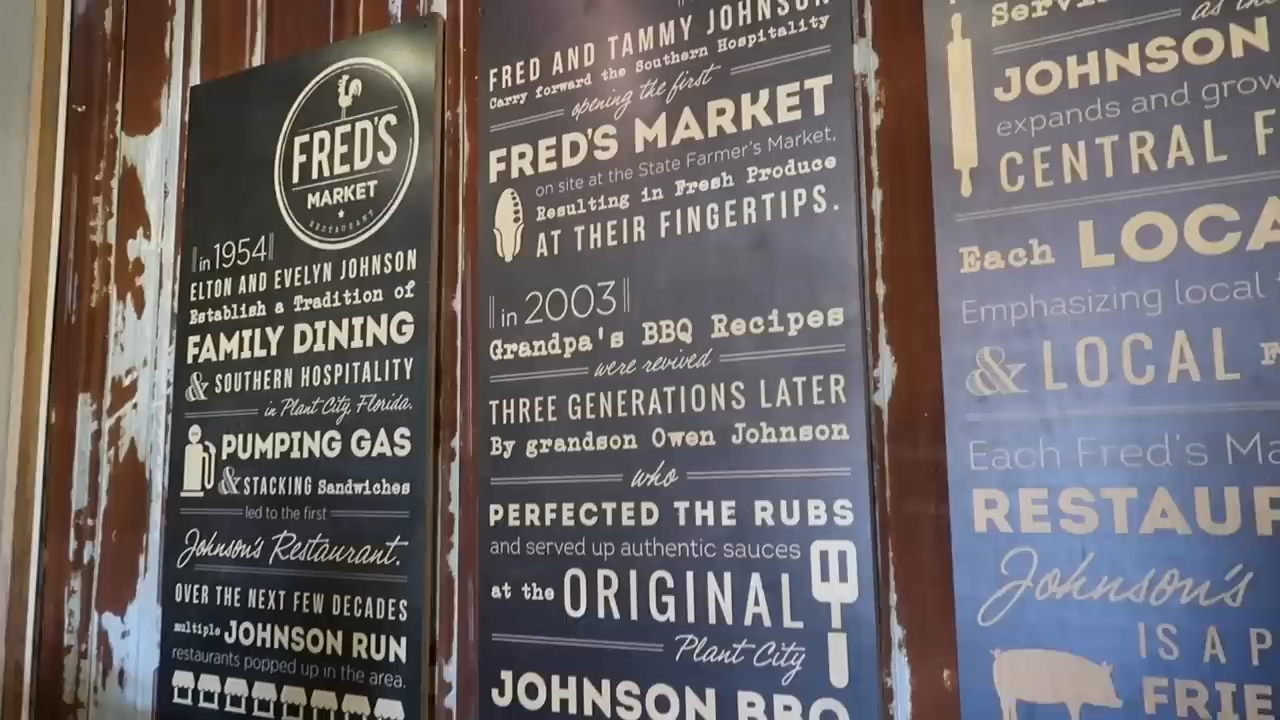 FRED'S
MARKET
RESTAURANT
in 1954
ELTON AND EVELYN JOHNSON
Establish a Tradition of
FAMILY DINING
& SOUTHERN HOSPITALITY
in Plant City, Florida.
PUMPING GAS
& STACKING Sandwiches
led to the first
Johnson's Restaurant.
OVER THE NEXT FEW DECADES
multiple JOHNSON RUN
restaurants popped up in the area.
FRED AND TAMMY JOHNSON
Carry forward the Southern Hospitality
opening the first
FRED'S MARKET
on site at the State Farmer's Market,
Resulting in Fresh Produce
AT THEIR FINGERTIPS.
in 2003
Grandpa's BBQ Recipes
were revived
THREE GENERATIONS LATER
By grandson Owen Johnson
who
PERFECTED THE RUBS
and served up authentic sauces
at the ORIGINAL
Plant City
JOHNSON BBQ
as the
JOHNSON
expands and grow
CENTRAL F
Each LOCA
Emphasizing local
& LOCAL
Each Fred's Ma
RESTAUR
Johnson's
IS A P
FRIE